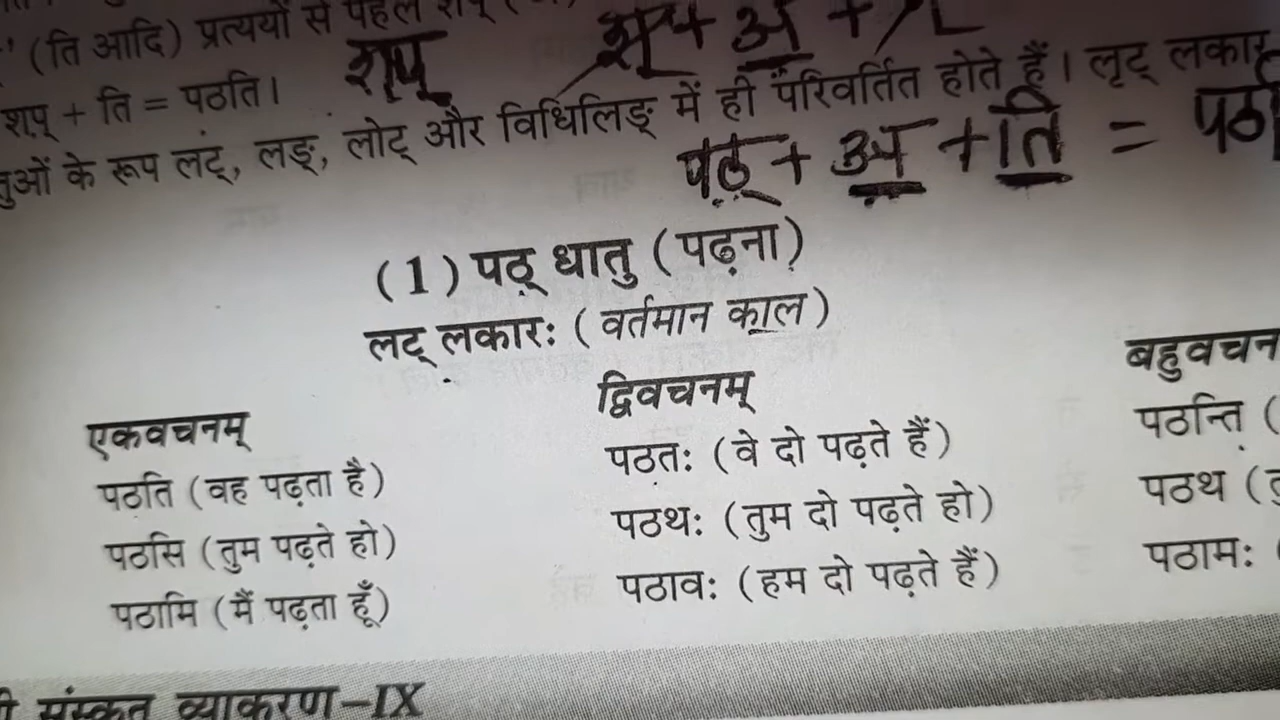 ' (ति आदि) प्रत्ययों से पहले शप्
शप् श् + अ +
शप् + ति = पठति।
के रूप लट्, लङ्, लोट् और विधिलिङ् में ही परिवर्तित होते हैं। लृट् लकार
पठ् + अ + ति =
(1) पठ् धातु (पढ़ना)
लट् लकारः (वर्तमान काल)
एकवचनम् द्विवचनम् बहुवचन
पठति (वह पढ़ता है) पठतः (वे दो पढ़ते हैं) पठन्ति (
पठसि (तुम पढ़ते हो) पठथः (तुम दो पढ़ते हो) पठथ (
पठामि (मैं पढ़ता हूँ) पठावः (हम दो पढ़ते हैं) पठामः (
संस्कृत व्याकरण–IX